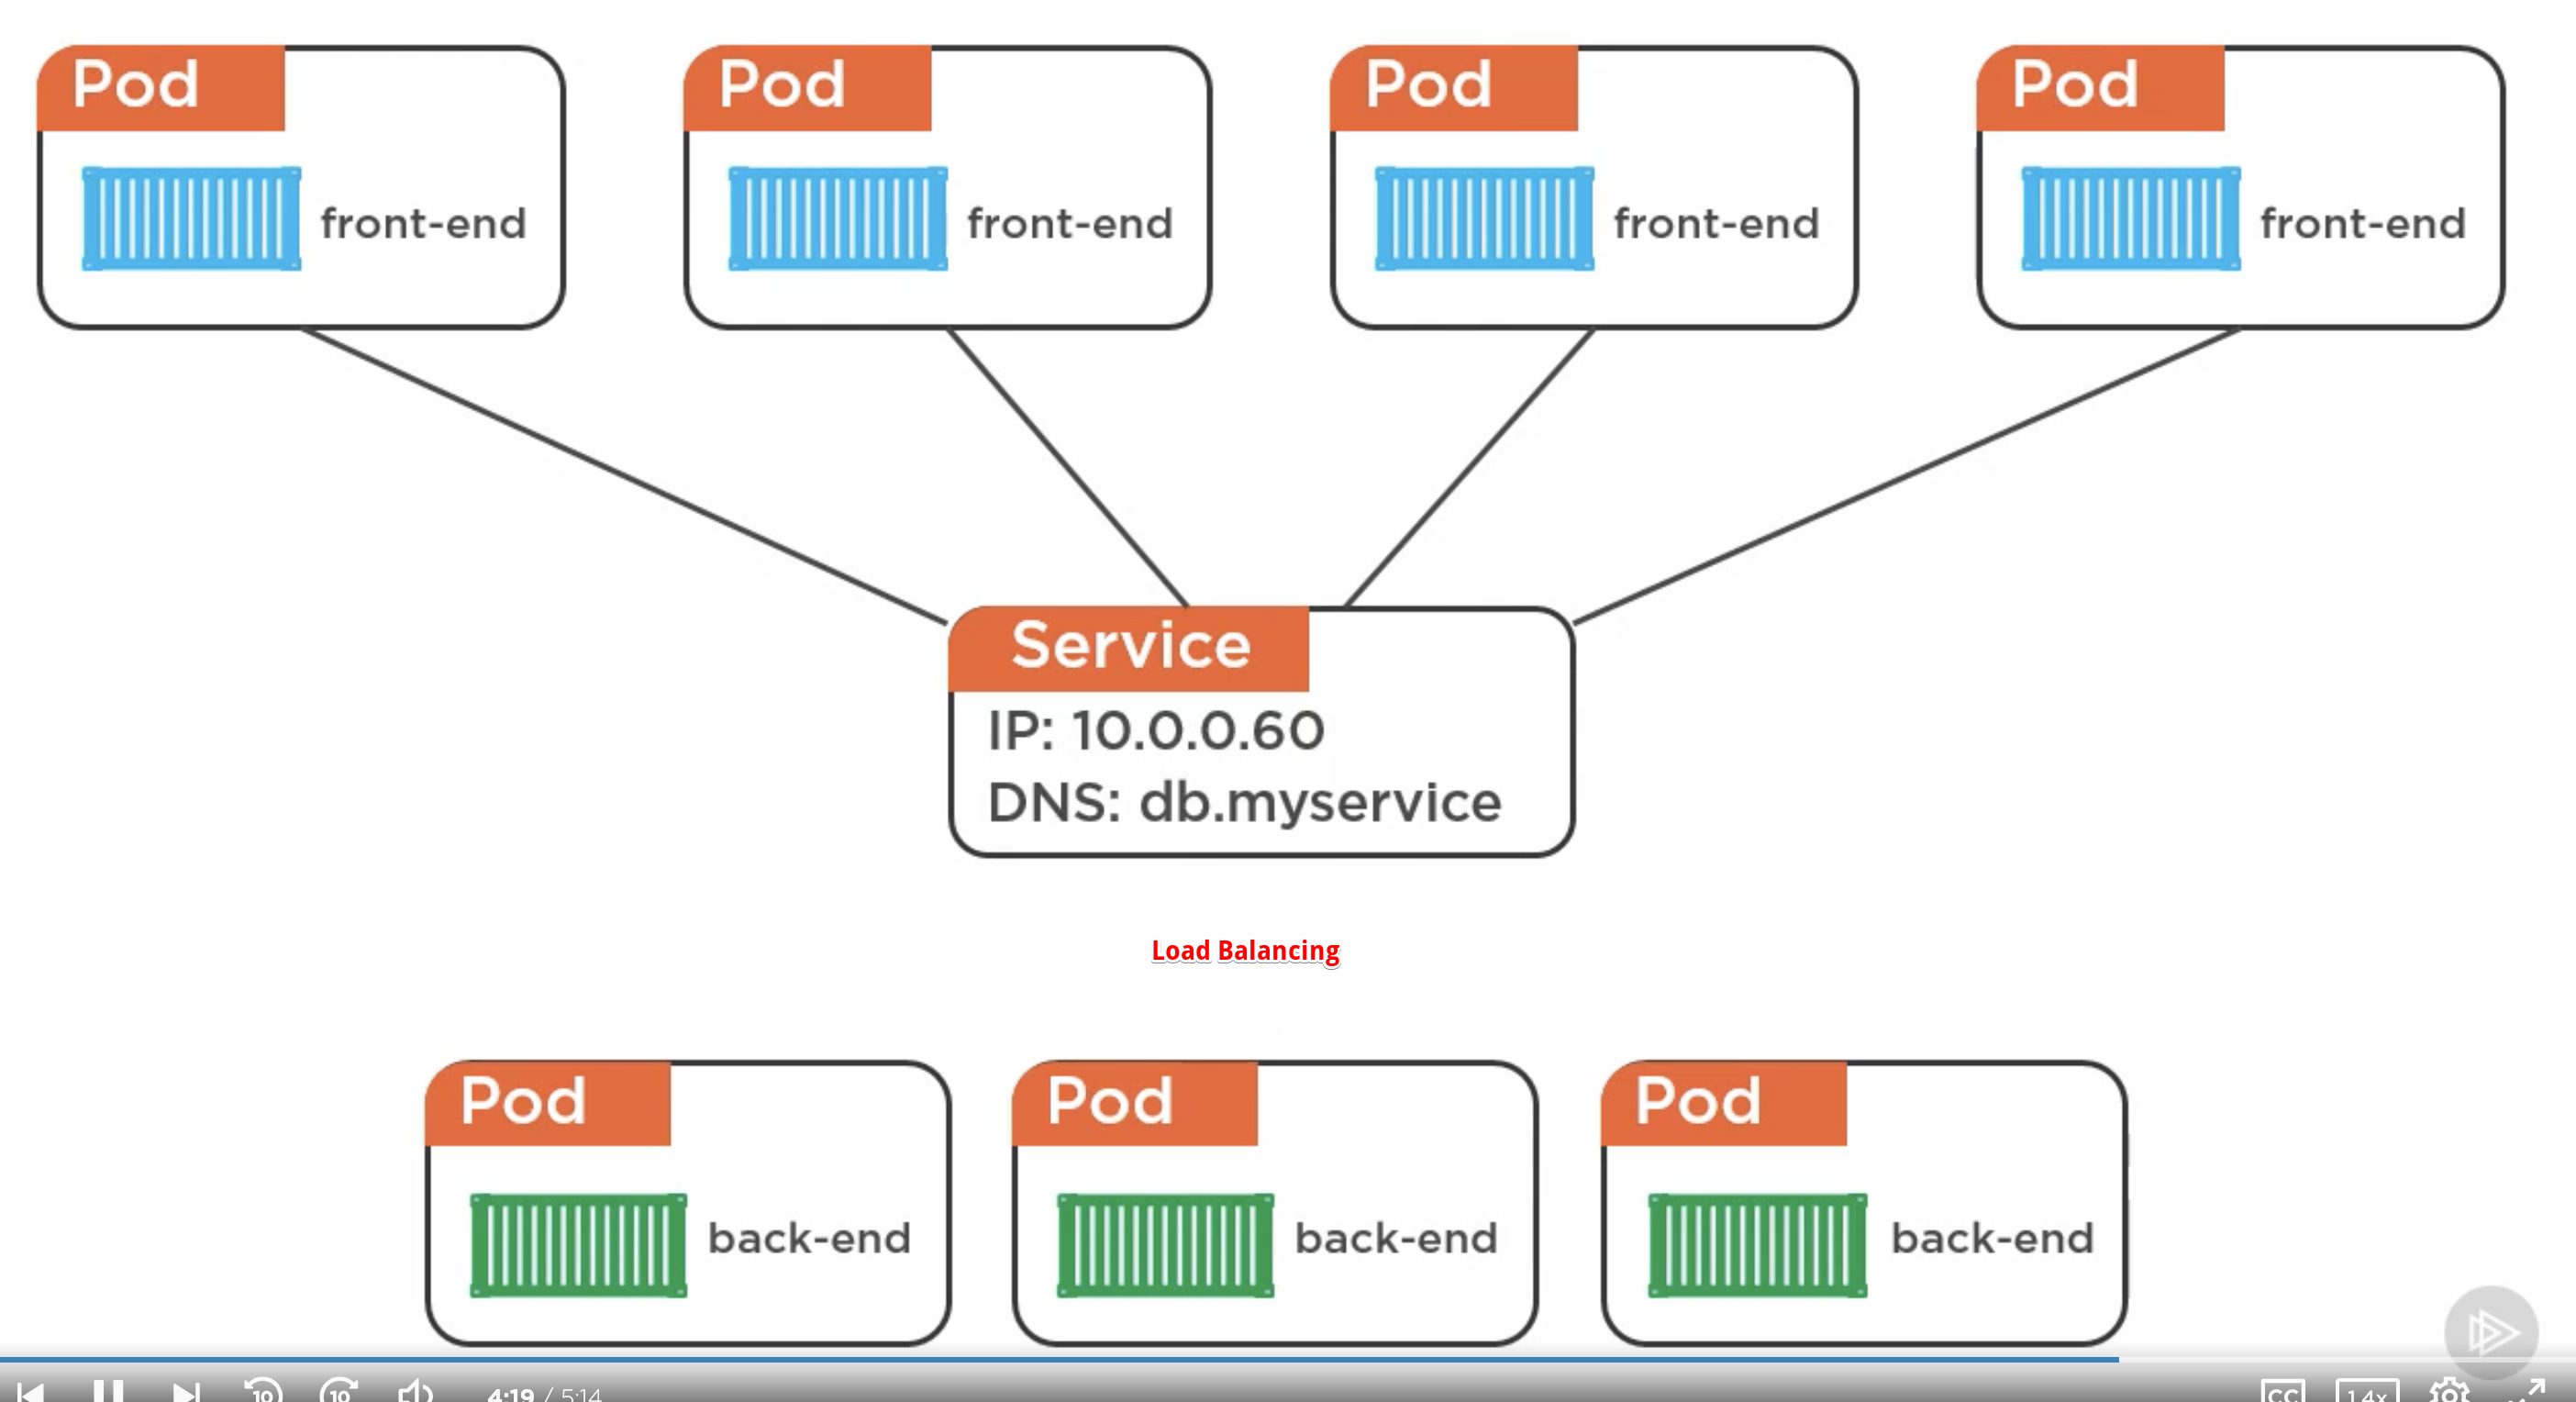 Pod
front-end
Pod
front-end
Pod
front-end
Pod
front-end
Service
IP: 10.0.0.60
DNS: db.myservice
Load Balancing
Pod
back-end
Pod
back-end
Pod
back-end
10
10
4:19 / 5:14
CC
1.4x